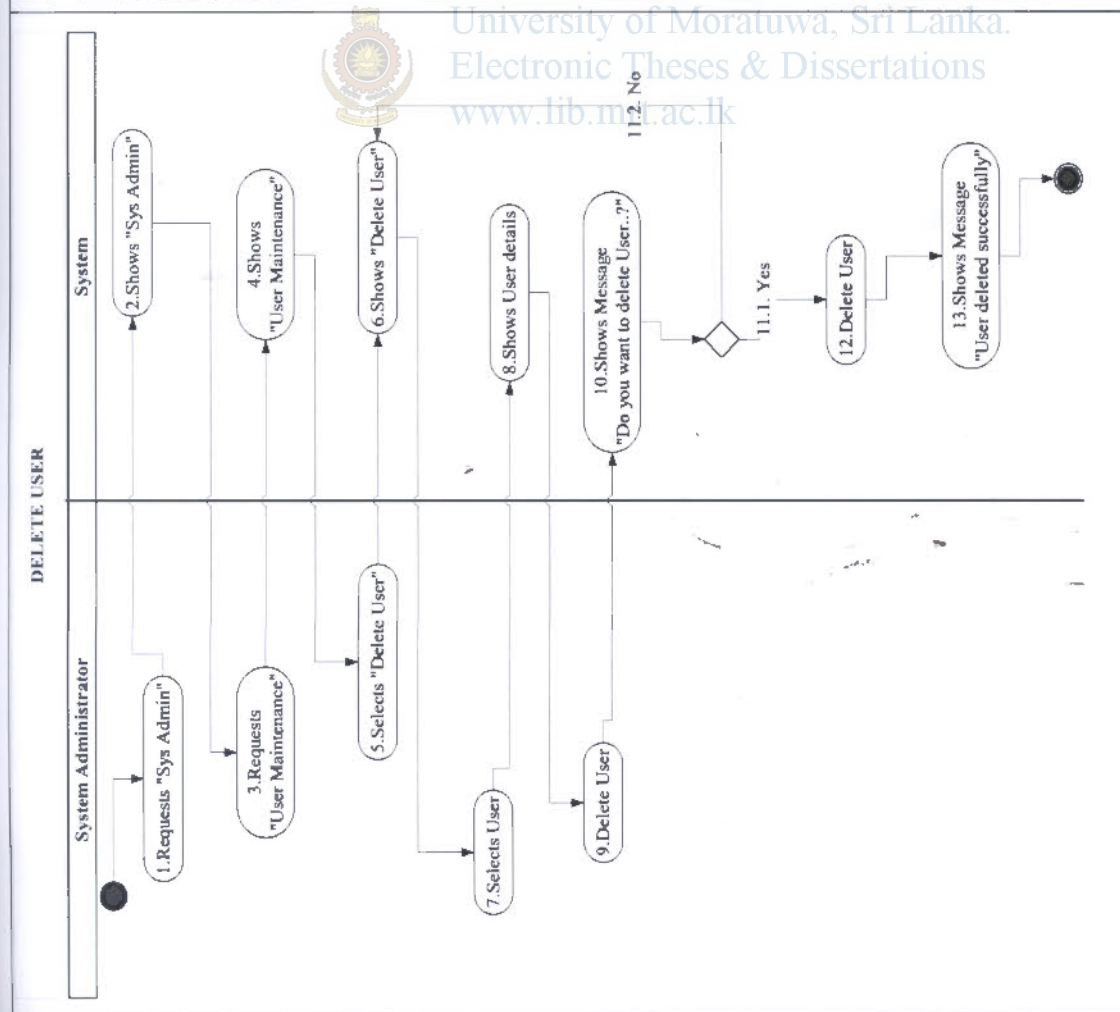 University of Moratuwa, Sri Lanka.
Electronic Theses & Dissertations
www.lib.mrt.ac.lk
DELETE USER
System Administrator
System
1.Requests "Sys Admin"
2.Shows "Sys Admin"
3.Requests
"User Maintenance"
4.Shows
"User Maintenance"
5.Selects "Delete User"
6.Shows "Delete User"
7.Selects User
8.Shows User details
9.Delete User
10.Shows Message
"Do you want to delete User..?"
11.1. Yes
11.2. No
12.Delete User
13.Shows Message
"User deleted successfully"